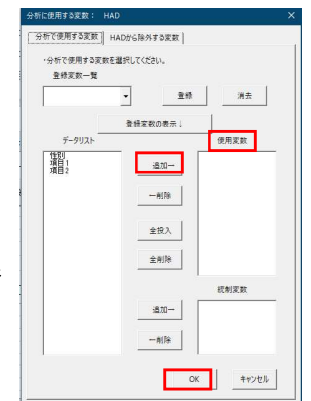 分析に使用する変数： HAD
分析で使用する変数 HADから除外する変数
・分析で使用する変数を選択してください。
登録変数一覧
登録 消去
登録変数の表示↓
データリスト 使用変数
性別
項目1
項目2
追加→
←削除
全投入
全削除
統制変数
追加→
←削除
OK キャンセル